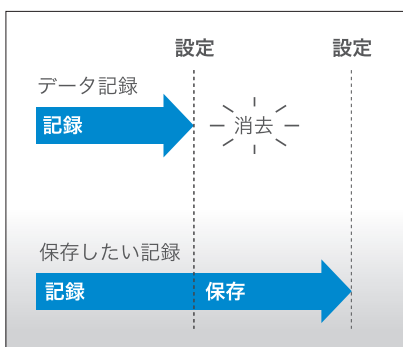 設定 設定
データ記録
記録
消去
保存したい記録
記録 保存